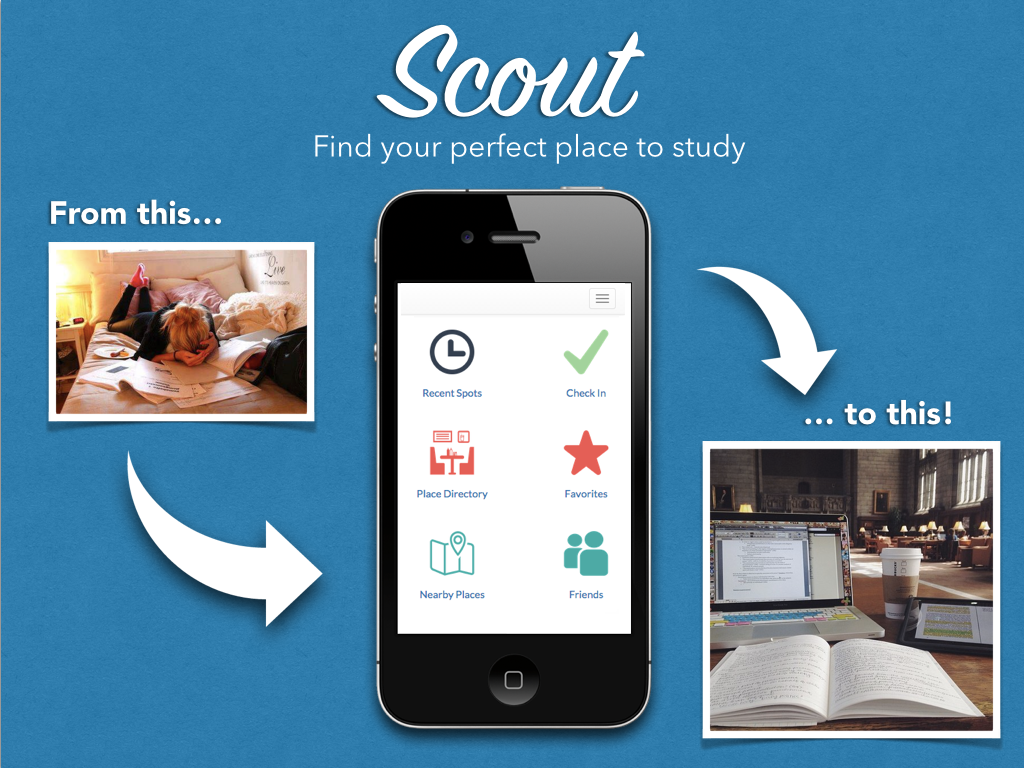 Scout
Find your perfect place to study
From this...
Live
Recent Spots
Check In
Place Directory
Favorites
Nearby Places
Friends
... to this!